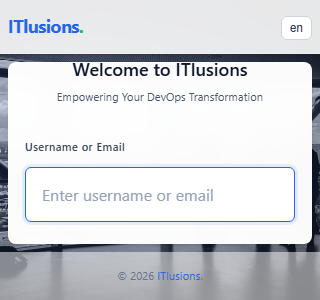 ITlusions.
en
Welcome to ITlusions
Empowering Your DevOps Transformation
Username or Email
Enter username or email
© 2026 ITlusions.